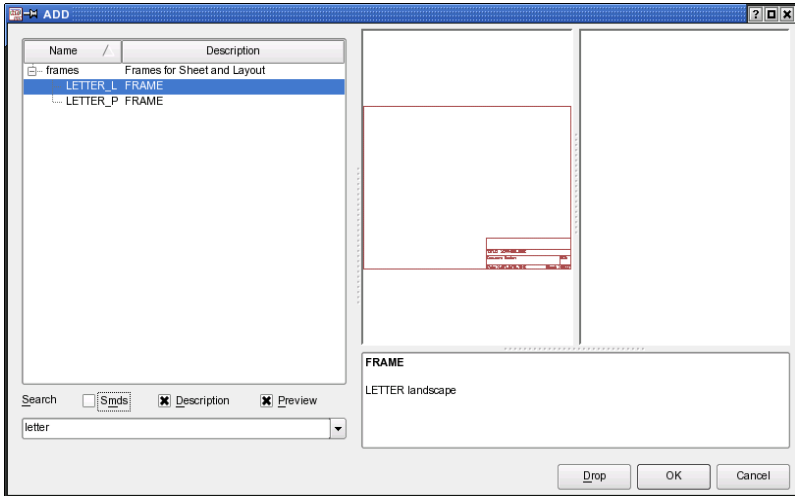 ADD
Name Description
frames Frames for Sheet and Layout
LETTER_L FRAME
LETTER_P FRAME
FRAME
LETTER landscape
Search Smds Description Preview
letter
Drop OK Cancel